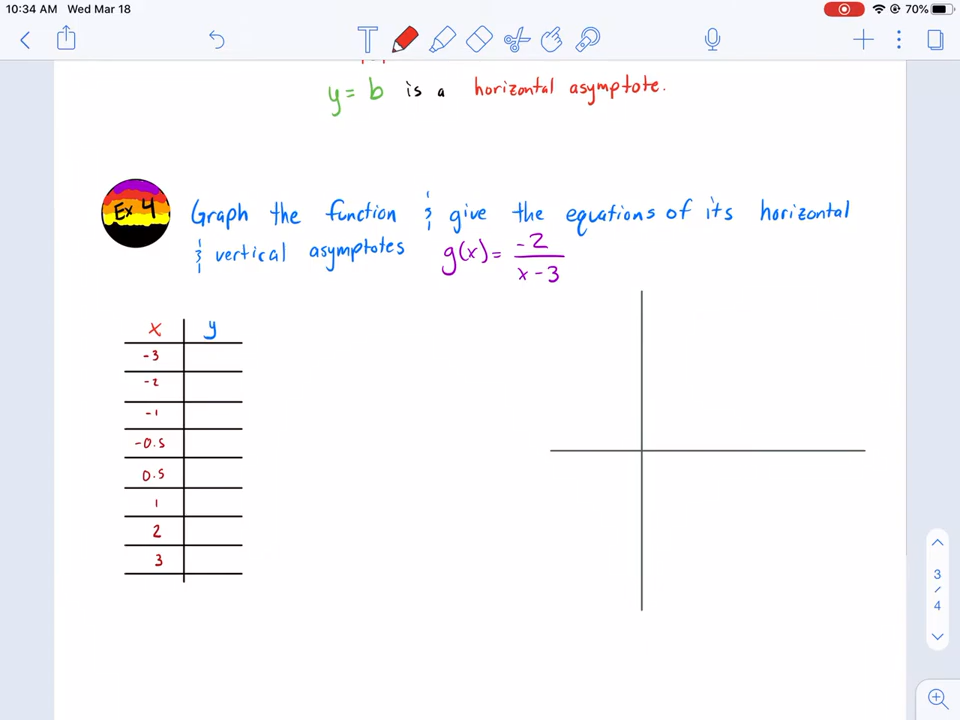 10:34 AM Wed Mar 18
70%
T
y = b is a horizontal asymptote.
Ex 4
Graph the function & give the equations of its horizontal
& vertical asymptotes g(x) = -2 / x - 3
x y
-3
-2
-1
-0.5
0.5
1
2
3
3
/
4